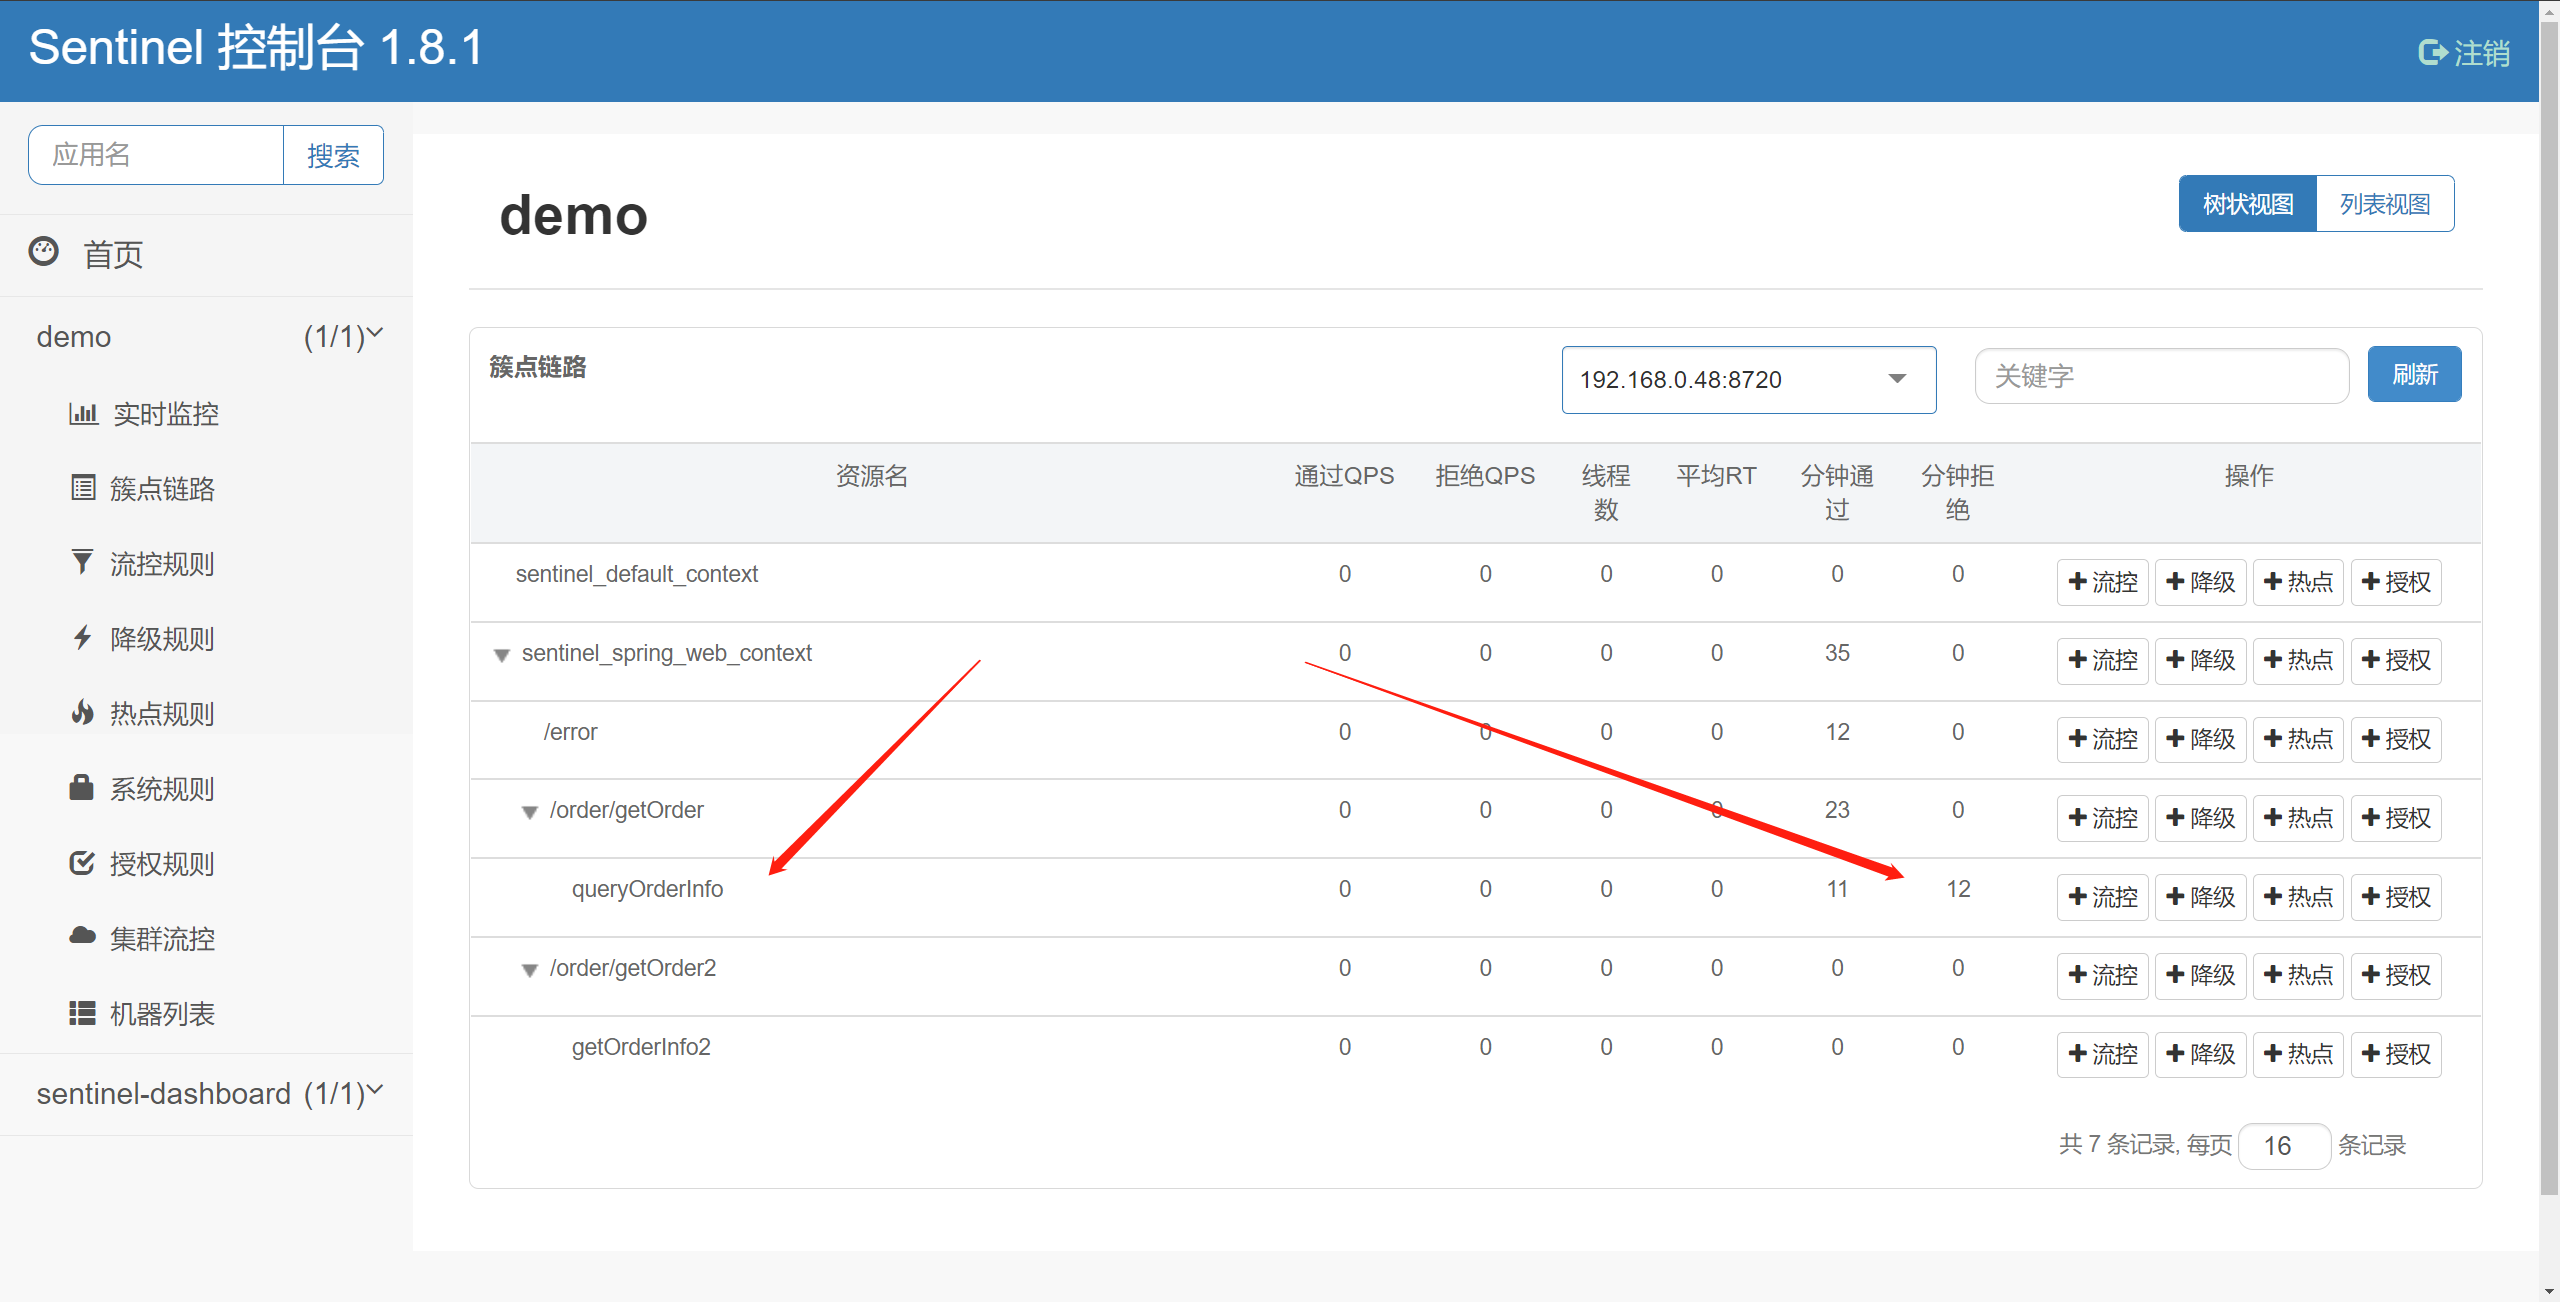 Sentinel 控制台 1.8.1
注销
应用名 搜索
首页
demo (1/1)
实时监控
簇点链路
流控规则
降级规则
热点规则
系统规则
授权规则
集群流控
机器列表
sentinel-dashboard (1/1)
demo
树状视图 列表视图
簇点链路 192.168.0.48:8720 关键字 刷新
资源名 通过QPS 拒绝QPS 线程数 平均RT 分钟通过 分钟拒绝 操作
sentinel_default_context 0 0 0 0 0 0 流控 降级 热点 授权
sentinel_spring_web_context 0 0 0 0 35 0 流控 降级 热点 授权
/error 0 0 0 0 12 0 流控 降级 热点 授权
/order/getOrder 0 0 0 0 23 0 流控 降级 热点 授权
queryOrderInfo 0 0 0 0 11 12 流控 降级 热点 授权
/order/getOrder2 0 0 0 0 0 0 流控 降级 热点 授权
getOrderInfo2 0 0 0 0 0 0 流控 降级 热点 授权
共 7 条记录, 每页 16 条记录